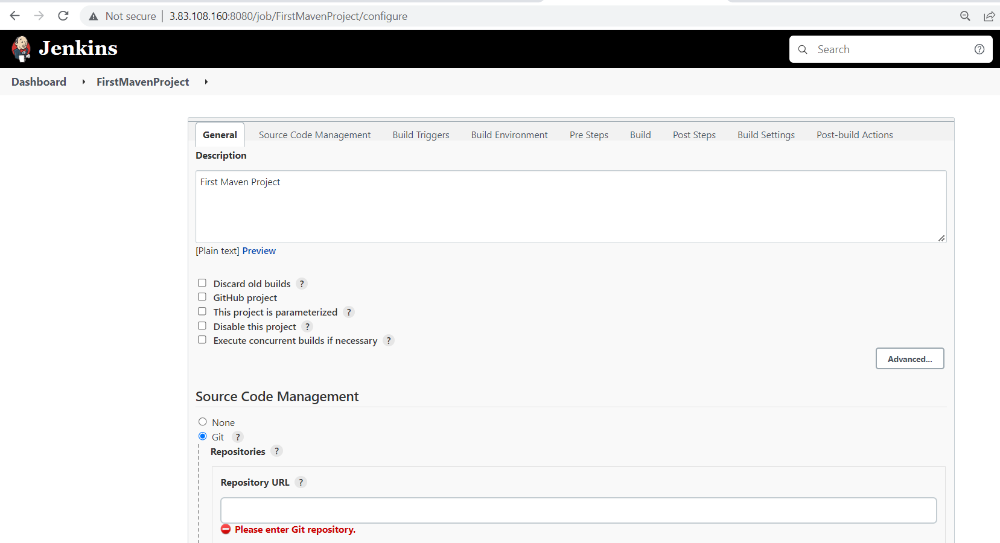 Not secure | 3.83.108.160:8080/job/FirstMavenProject/configure
Jenkins
Search ?
Dashboard FirstMavenProject
General Source Code Management Build Triggers Build Environment Pre Steps Build Post Steps Build Settings Post-build Actions
Description
First Maven Project
[Plain text] Preview
Discard old builds ?
GitHub project
This project is parameterized ?
Disable this project ?
Execute concurrent builds if necessary ?
Advanced...
Source Code Management
None
Git ?
Repositories ?
Repository URL ?
Please enter Git repository.